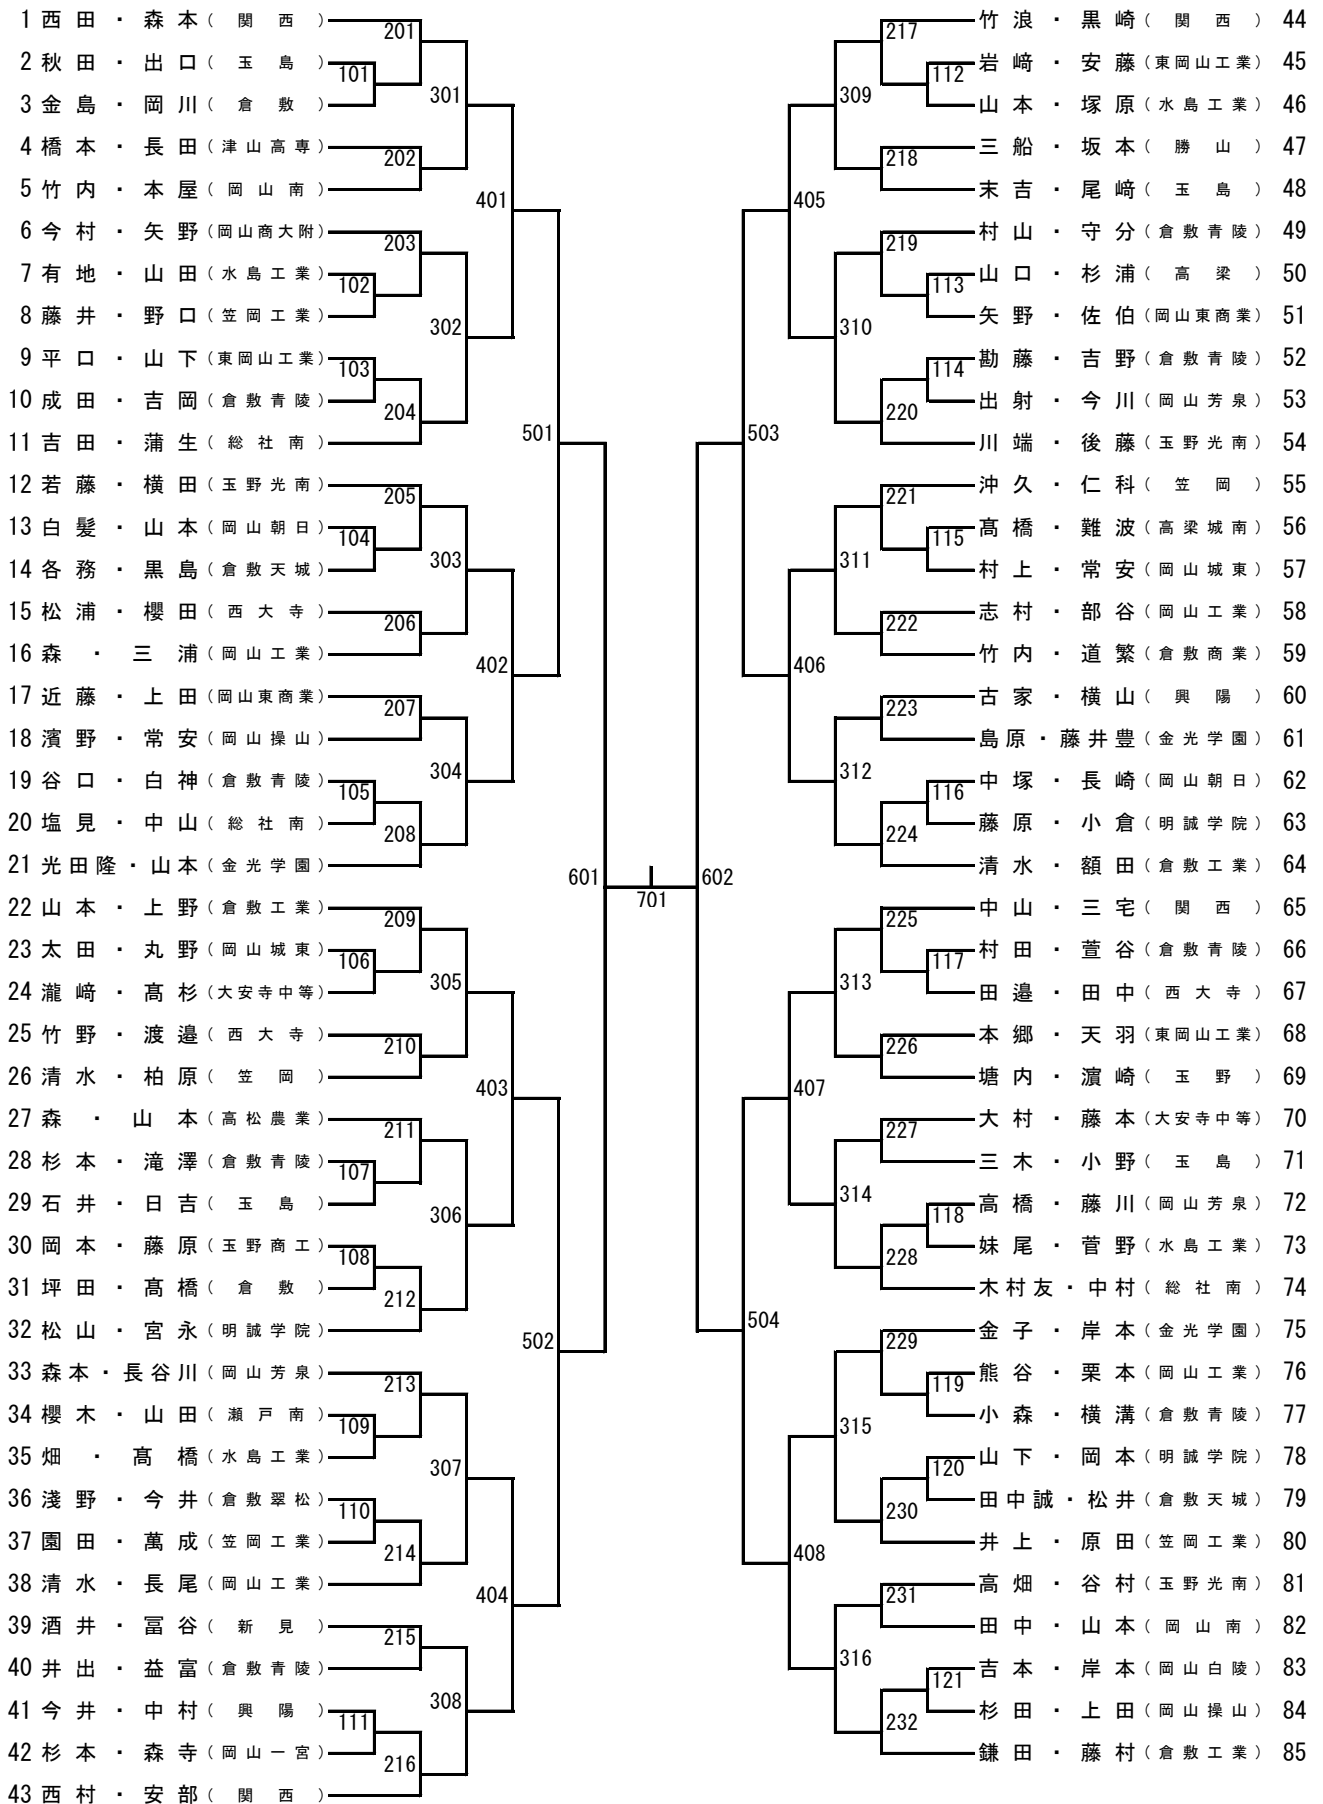 1 西田・森本（関西）
2 秋田・出口（玉島）
3 金島・岡川（倉敷）
4 橋本・長田（津山高専）
5 竹内・本屋（岡山南）
6 今村・矢野（岡山商大附）
7 有地・山田（水島工業）
8 藤井・野口（笠岡工業）
9 平口・山下（東岡山工業）
10 成田・吉岡（倉敷青陵）
11 吉田・蒲生（総社南）
12 若藤・横田（玉野光南）
13 白髪・山本（岡山朝日）
14 各務・黒島（倉敷天城）
15 松浦・櫻田（西大寺）
16 森・三浦（岡山工業）
17 近藤・上田（岡山東商業）
18 濱野・常安（岡山操山）
19 谷口・白神（倉敷青陵）
20 塩見・中山（総社南）
21 光田隆・山本（金光学園）
22 山本・上野（倉敷工業）
23 太田・丸野（岡山城東）
24 瀧﨑・髙杉（大安寺中等）
25 竹野・渡邉（西大寺）
26 清水・柏原（笠岡）
27 森・山本（高松農業）
28 杉本・滝澤（倉敷青陵）
29 石井・日吉（玉島）
30 岡本・藤原（玉野商工）
31 坪田・髙橋（倉敷）
32 松山・宮永（明誠学院）
33 森本・長谷川（岡山芳泉）
34 櫻木・山田（瀬戸南）
35 畑・髙橋（水島工業）
36 淺野・今井（倉敷翠松）
37 園田・萬成（笠岡工業）
38 清水・長尾（岡山工業）
39 酒井・冨谷（新見）
40 井出・益富（倉敷青陵）
41 今井・中村（興陽）
42 杉本・森寺（岡山一宮）
43 西村・安部（関西）
101
102
103
104
105
106
107
108
109
110
111
201
202
203
204
205
206
207
208
209
210
211
212
213
214
215
216
301
302
303
304
305
306
307
308
401
402
403
404
501
502
601
701
602
503
504
405
406
407
408
309
310
311
312
313
314
315
316
217
218
219
220
221
222
223
224
225
226
227
228
229
230
231
232
112
113
114
115
116
117
118
119
120
121
竹浪・黒崎（関西） 44
岩﨑・安藤（東岡山工業） 45
山本・塚原（水島工業） 46
三船・坂本（勝山） 47
末吉・尾﨑（玉島） 48
村山・守分（倉敷青陵） 49
山口・杉浦（高梁） 50
矢野・佐伯（岡山東商業） 51
勘藤・吉野（倉敷青陵） 52
出射・今川（岡山芳泉） 53
川端・後藤（玉野光南） 54
沖久・仁科（笠岡） 55
髙橋・難波（高梁城南） 56
村上・常安（岡山城東） 57
志村・部谷（岡山工業） 58
竹内・道繁（倉敷商業） 59
古家・横山（興陽） 60
島原・藤井豊（金光学園） 61
中塚・長崎（岡山朝日） 62
藤原・小倉（明誠学院） 63
清水・額田（倉敷工業） 64
中山・三宅（関西） 65
村田・萱谷（倉敷青陵） 66
田邉・田中（西大寺） 67
本郷・天羽（東岡山工業） 68
塘内・濵崎（玉野） 69
大村・藤本（大安寺中等） 70
三木・小野（玉島） 71
高橋・藤川（岡山芳泉） 72
妹尾・菅野（水島工業） 73
木村友・中村（総社南） 74
金子・岸本（金光学園） 75
熊谷・栗本（岡山工業） 76
小森・横溝（倉敷青陵） 77
山下・岡本（明誠学院） 78
田中誠・松井（倉敷天城） 79
井上・原田（笠岡工業） 80
高畑・谷村（玉野光南） 81
田中・山本（岡山南） 82
吉本・岸本（岡山白陵） 83
杉田・上田（岡山操山） 84
鎌田・藤村（倉敷工業） 85